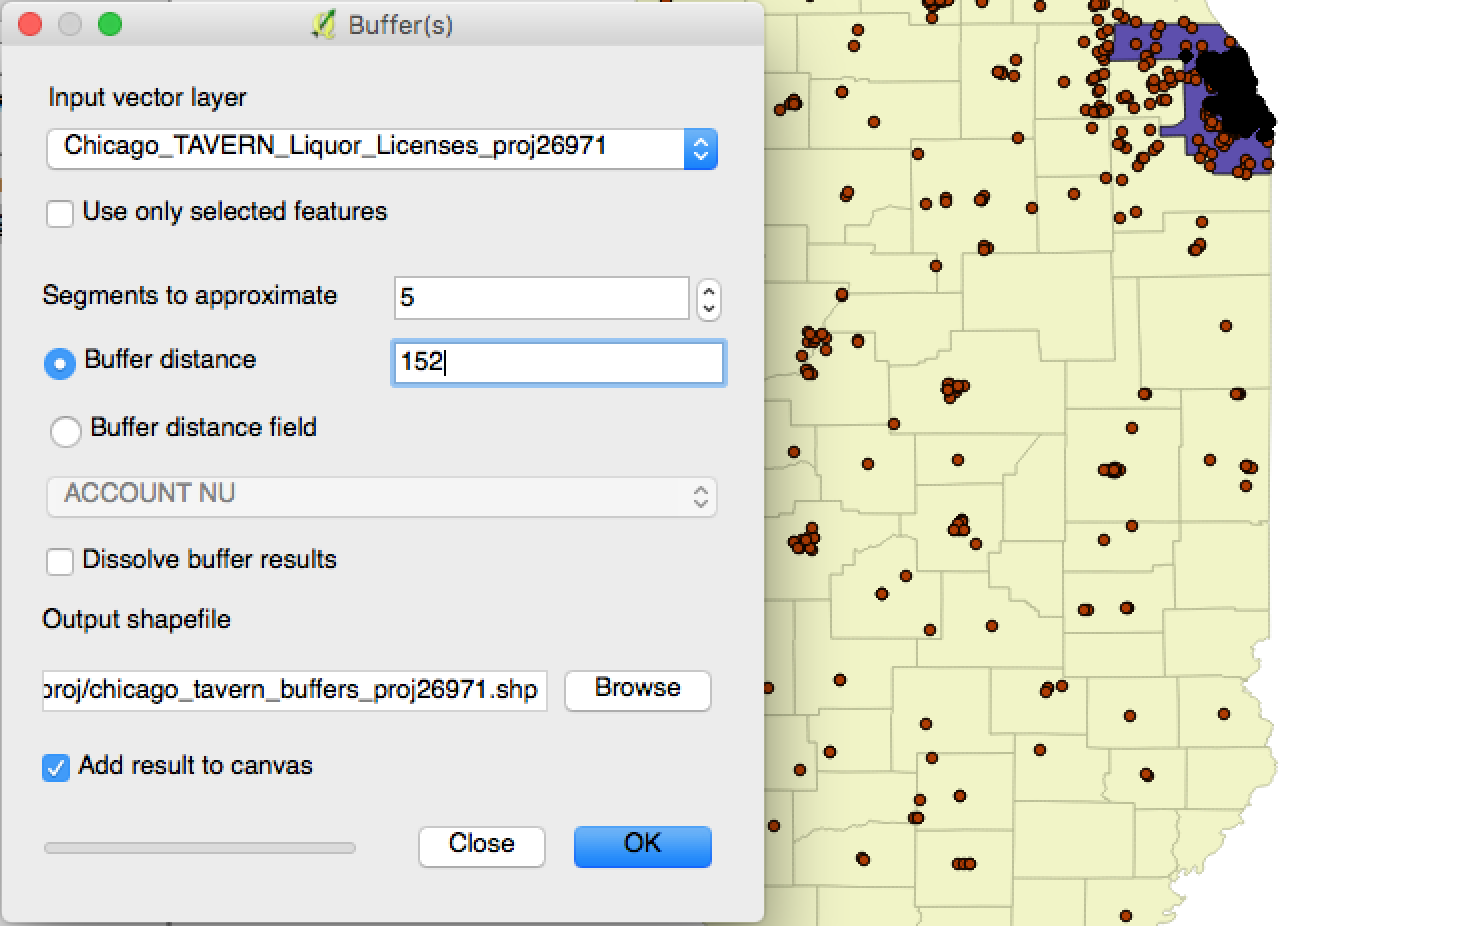 Buffer(s)
Input vector layer
Chicago_TAVERN_Liquor_Licenses_proj26971
Use only selected features
Segments to approximate
5
Buffer distance
152
Buffer distance field
ACCOUNT NU
Dissolve buffer results
Output shapefile
proj/chicago_tavern_buffers_proj26971.shp
Browse
Add result to canvas
Close
OK